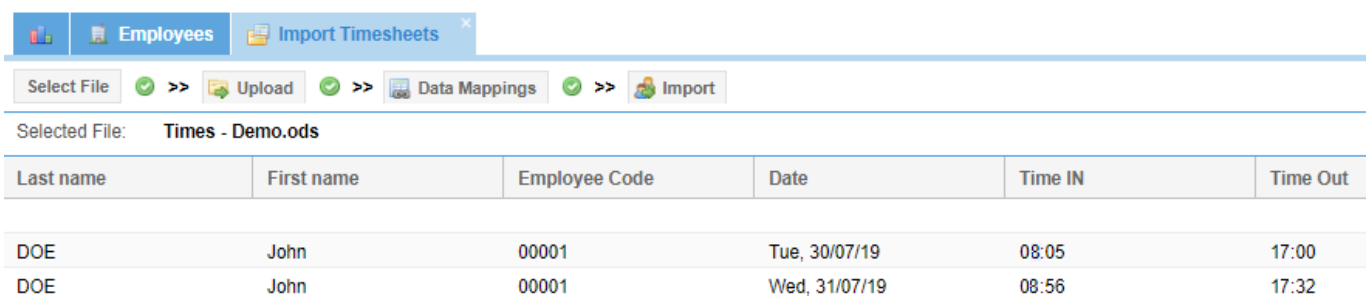 Employees Import Timesheets ×
Select File >> Upload >> Data Mappings >> Import
Selected File: Times - Demo.ods
Last name First name Employee Code Date Time IN Time Out
DOE John 00001 Tue, 30/07/19 08:05 17:00
DOE John 00001 Wed, 31/07/19 08:56 17:32